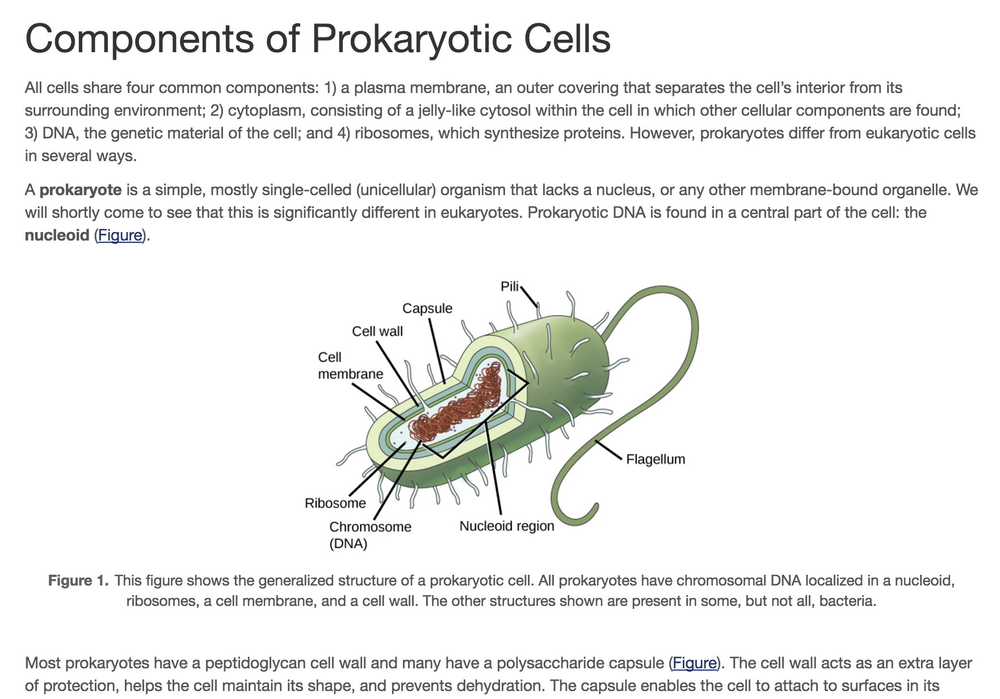 Components of Prokaryotic Cells
All cells share four common components: 1) a plasma membrane, an outer covering that separates the cell’s interior from its
surrounding environment; 2) cytoplasm, consisting of a jelly-like cytosol within the cell in which other cellular components are found;
3) DNA, the genetic material of the cell; and 4) ribosomes, which synthesize proteins. However, prokaryotes differ from eukaryotic cells
in several ways.
A prokaryote is a simple, mostly single-celled (unicellular) organism that lacks a nucleus, or any other membrane-bound organelle. We
will shortly come to see that this is significantly different in eukaryotes. Prokaryotic DNA is found in a central part of the cell: the
nucleoid (Figure).
Pili
Capsule
Cell wall
Cell
membrane
Flagellum
Ribosome
Chromosome
(DNA)
Nucleoid region
Figure 1. This figure shows the generalized structure of a prokaryotic cell. All prokaryotes have chromosomal DNA localized in a nucleoid,
ribosomes, a cell membrane, and a cell wall. The other structures shown are present in some, but not all, bacteria.
Most prokaryotes have a peptidoglycan cell wall and many have a polysaccharide capsule (Figure). The cell wall acts as an extra layer
of protection, helps the cell maintain its shape, and prevents dehydration. The capsule enables the cell to attach to surfaces in its